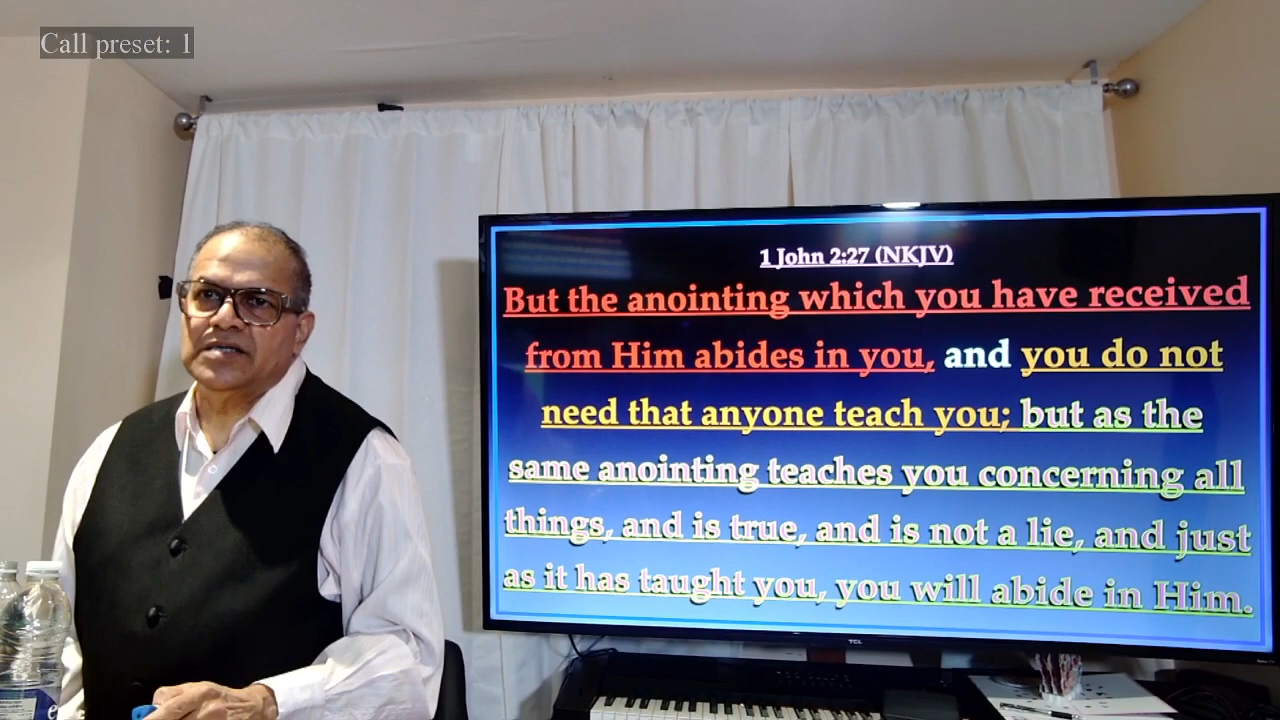 Call preset: 1
1 John 2:27 (NKJV)
But the anointing which you have received
from Him abides in you, and you do not
need that anyone teach you; but as the
same anointing teaches you concerning all
things, and is true, and is not a lie, and just
as it has taught you, you will abide in Him.
TCL